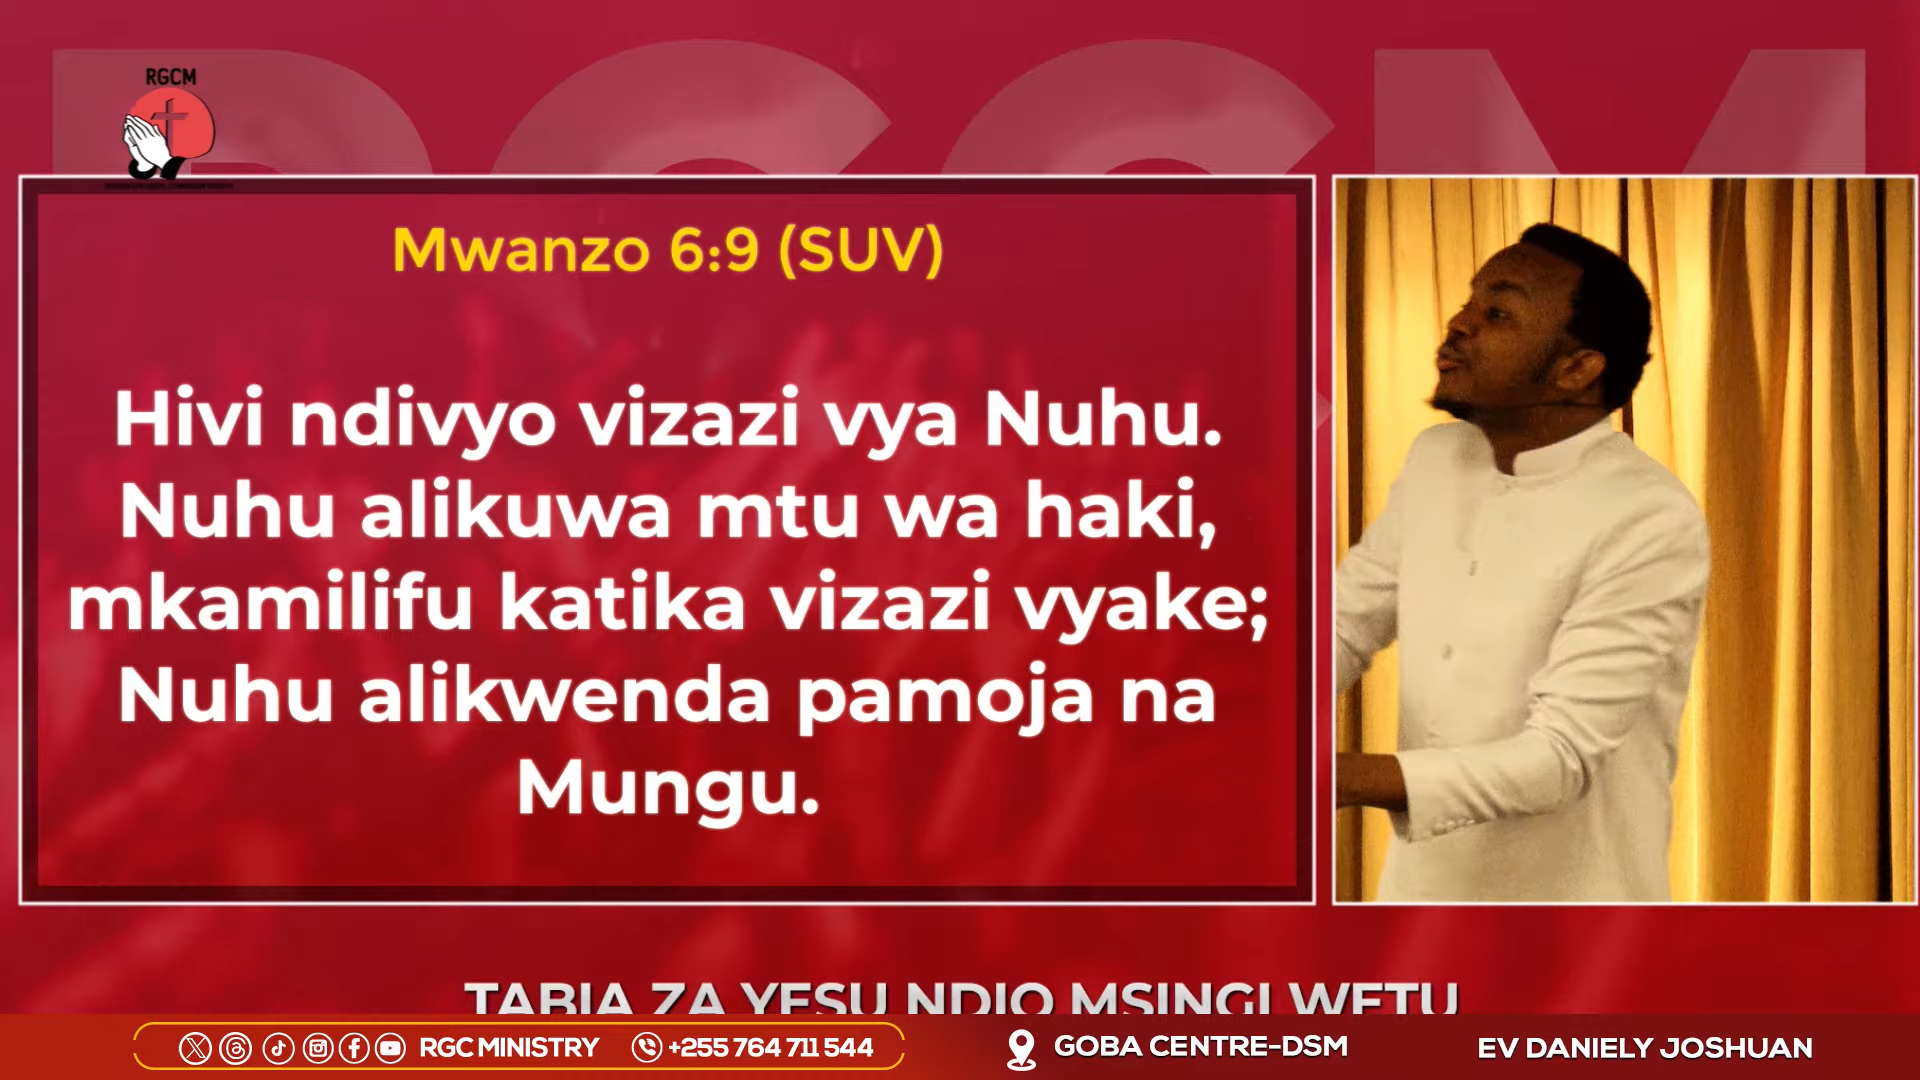 RGCM
RGCM
Mwanzo 6:9 (SUV)
Hivi ndivyo vizazi vya Nuhu.
Nuhu alikuwa mtu wa haki,
mkamilifu katika vizazi vyake;
Nuhu alikwenda pamoja na
Mungu.
TABIA ZA YESU NDIO MSINGI WETU
RGC MINISTRY +255 764 711 544
GOBA CENTRE-DSM
EV DANIELY JOSHUAN